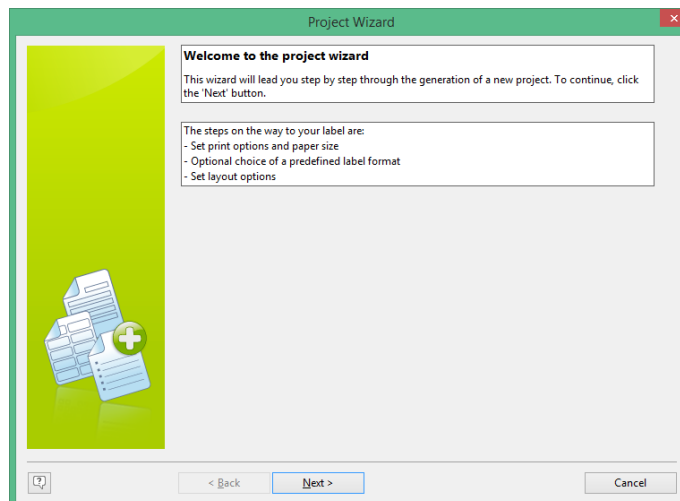 Project Wizard
Welcome to the project wizard
This wizard will lead you step by step through the generation of a new project. To continue, click
the 'Next' button.
The steps on the way to your label are:
- Set print options and paper size
- Optional choice of a predefined label format
- Set layout options
< Back
Next >
Cancel